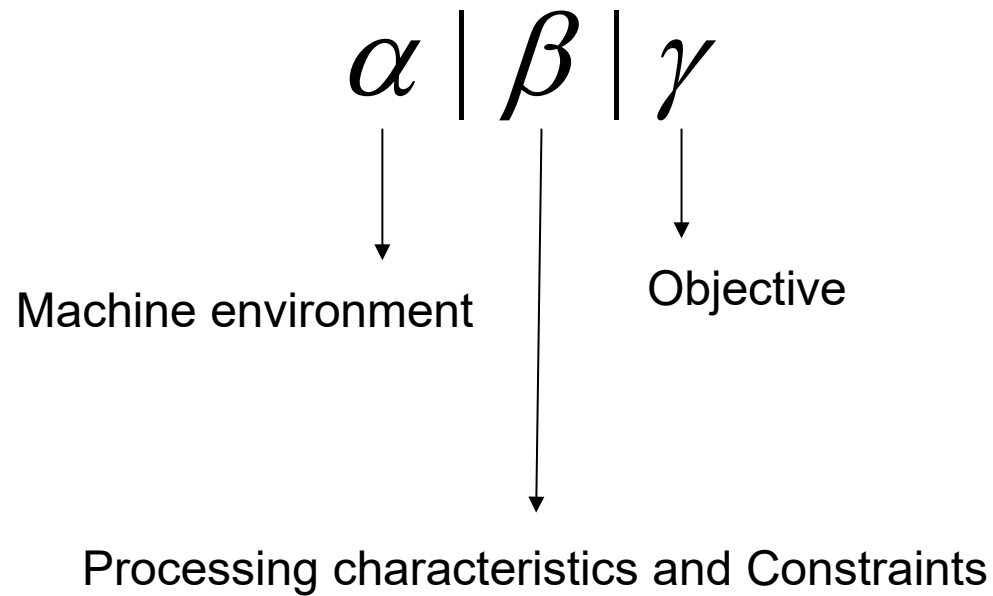 α | β | γ
Objective
Machine environment
Processing characteristics and Constraints